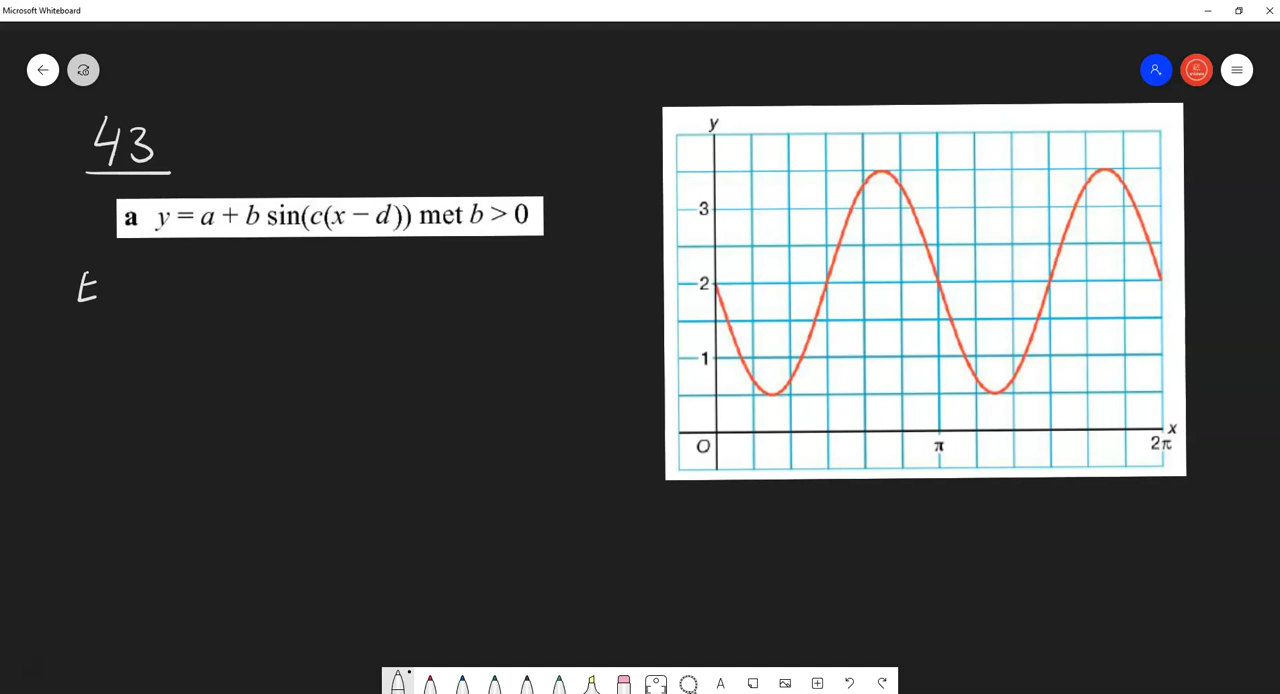 Microsoft Whiteboard
43
a y = a + b sin(c(x − d)) met b > 0
E
y
3
2
1
O
π
2π
x
A